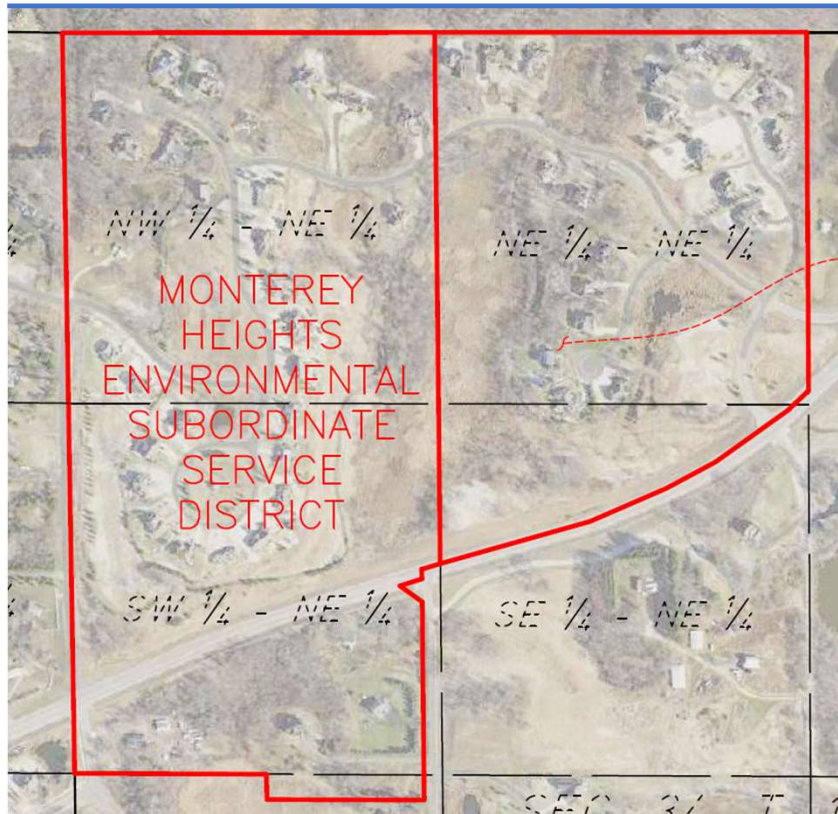 NW ¼ - NE ¼
NE ¼ - NE ¼
MONTEREY
HEIGHTS
ENVIRONMENTAL
SUBORDINATE
SERVICE
DISTRICT
SW ¼ - NE ¼
SE ¼ - NE ¼